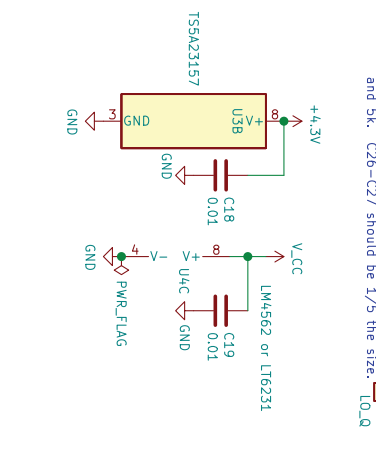 TS5A23157
GND
3
GND
U3B
V+
8
+4.3V
GND
C18
0.01
GND
4
V-
PWR_FLAG
V+
8
U4C
V_CC
GND
C19
0.01
LM4562 or LT6231
and 5k.  C26-C27 should be 1/5 the size.
LO_Q